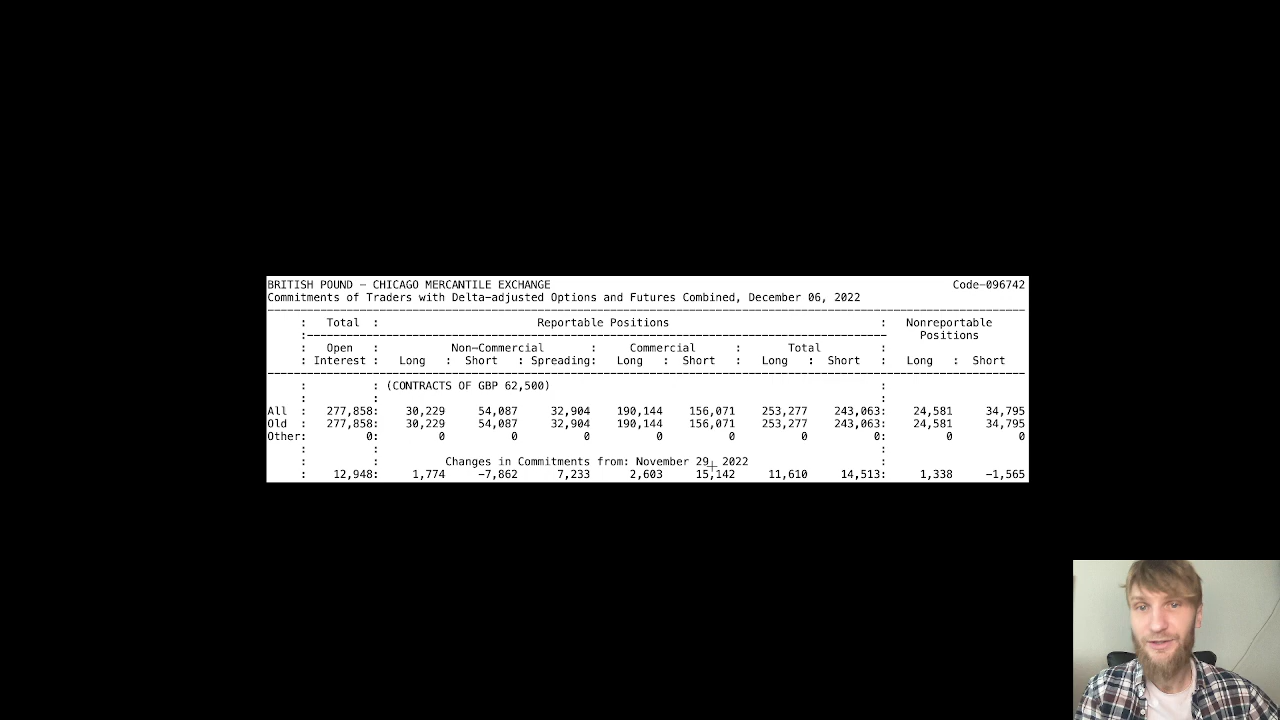 BRITISH POUND – CHICAGO MERCANTILE EXCHANGE Code-096742
Commitments of Traders with Delta-adjusted Options and Futures Combined, December 06, 2022
: Total : Reportable Positions : Nonreportable
: Positions
: Open : Non-Commercial : Commercial : Total :
: Interest : Long : Short : Spreading: Long : Short : Long : Short : Long : Short
: : (CONTRACTS OF GBP 62,500) :
: : :
All : 277,858: 30,229 54,087 32,904 190,144 156,071 253,277 243,063: 24,581 34,795
Old : 277,858: 30,229 54,087 32,904 190,144 156,071 253,277 243,063: 24,581 34,795
Other: 0: 0 0 0 0 0 0 0: 0 0
: : :
: : Changes in Commitments from: November 29, 2022 :
: 12,948: 1,774 -7,862 7,233 2,603 15,142 11,610 14,513: 1,338 -1,565